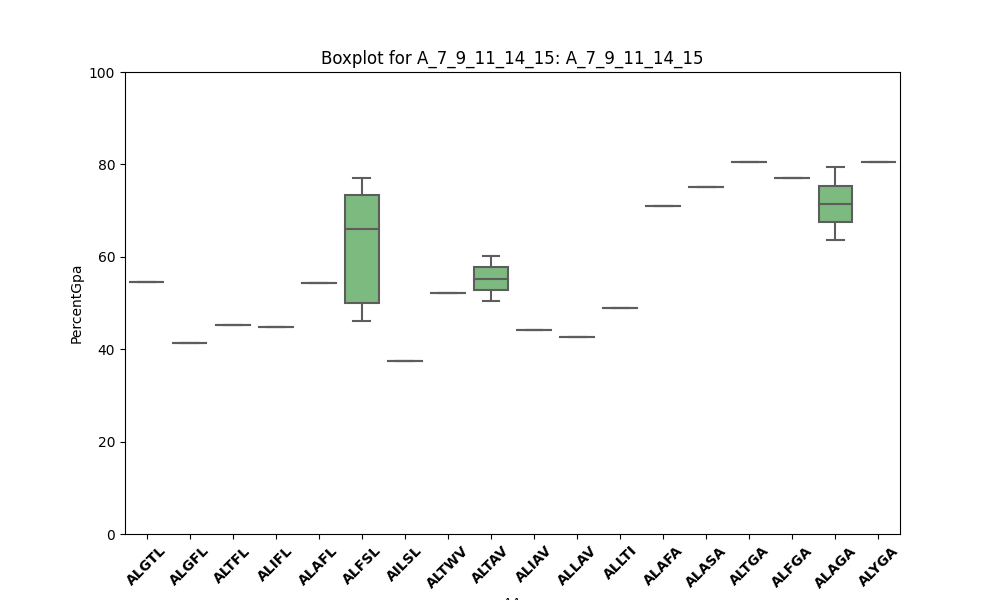 Boxplot for A_7_9_11_14_15: A_7_9_11_14_15
PercentGpa
100
80
60
40
20
0
ALGTL
ALGFL
ALTFL
ALIFL
ALAFL
ALFSL
AILSL
ALTWV
ALTAV
ALIAV
ALLAV
ALLTI
ALAFA
ALASA
ALTGA
ALFGA
ALAGA
ALYGA